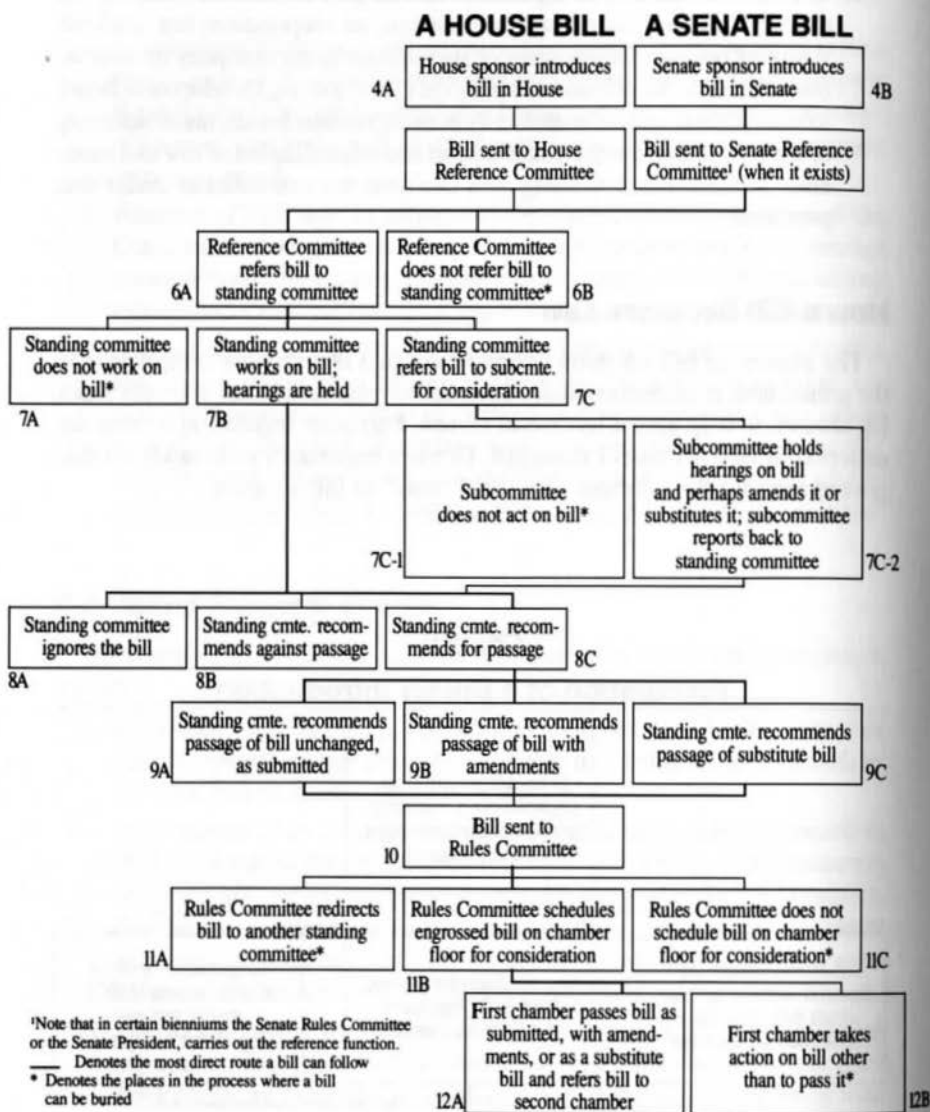 A HOUSE BILL
A SENATE BILL
House sponsor introduces
bill in House
4A
Senate sponsor introduces
bill in Senate
4B
Bill sent to House
Reference Committee
Bill sent to Senate Reference
Committee¹ (when it exists)
Reference Committee
refers bill to
standing committee
6A
Reference Committee
does not refer bill to
standing committee*
6B
Standing committee
does not work on
bill*
7A
Standing committee
works on bill;
hearings are held
7B
Standing committee
refers bill to subcmte.
for consideration
7C
Subcommittee
does not act on bill*
7C-1
Subcommittee holds
hearings on bill
and perhaps amends it or
substitutes it; subcommittee
reports back to
standing committee
7C-2
Standing committee
ignores the bill
8A
Standing cmte. recom-
mends against passage
8B
Standing cmte. recom-
mends for passage
8C
Standing cmte. recommends
passage of bill unchanged,
as submitted
9A
Standing cmte. recommends
passage of bill with
amendments
9B
Standing cmte. recommends
passage of substitute bill
9C
Bill sent to
Rules Committee
10
Rules Committee redirects
bill to another standing
committee*
11A
Rules Committee schedules
engrossed bill on chamber
floor for consideration
11B
Rules Committee does not
schedule bill on chamber
floor for consideration*
11C
First chamber passes bill as
submitted, with amend-
ments, or as a substitute
bill and refers bill to
second chamber
12A
First chamber takes
action on bill other
than to pass it*
12B
¹Note that in certain bienniums the Senate Rules Committee
or the Senate President, carries out the reference function.
Denotes the most direct route a bill can follow
* Denotes the places in the process where a bill
can be buried